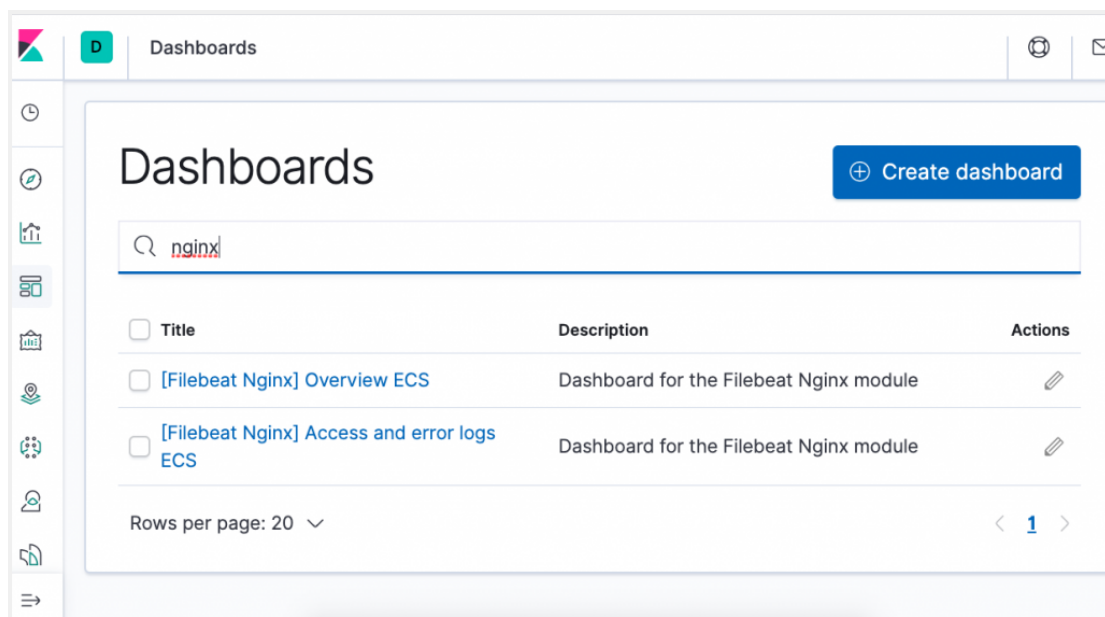 D Dashboards
Dashboards
Create dashboard
nginx
Title Description Actions
[Filebeat Nginx] Overview ECS Dashboard for the Filebeat Nginx module
[Filebeat Nginx] Access and error logs
ECS
Dashboard for the Filebeat Nginx module
Rows per page: 20
1